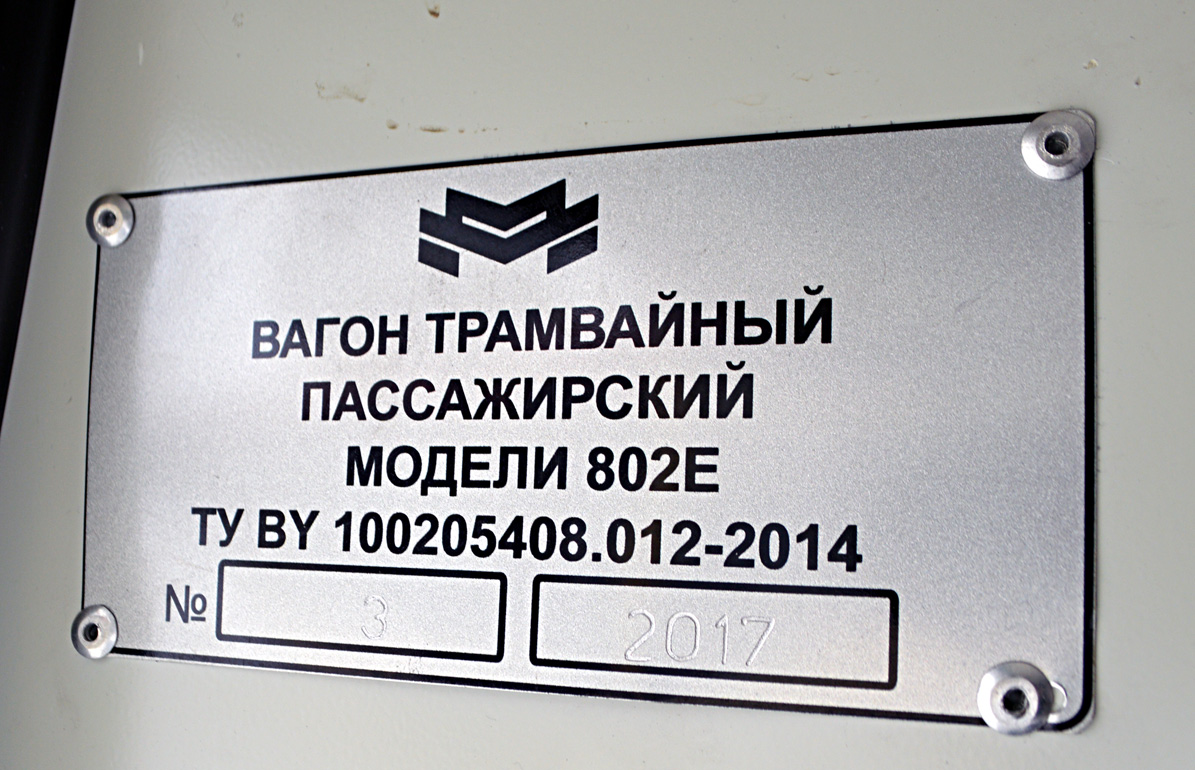 ВАГОН ТРАМВАЙНЫЙ
ПАССАЖИРСКИЙ
МОДЕЛИ 802Е
ТУ BY 100205408.012-2014
№ 3 2017